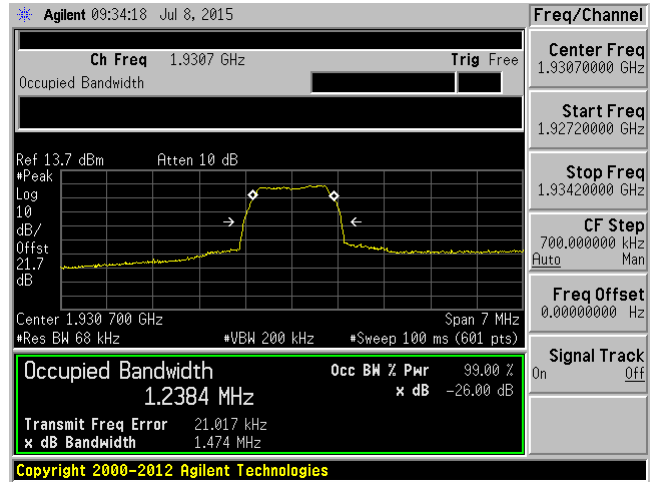 Agilent 09:34:18 Jul 8, 2015
Freq/Channel
Ch Freq 1.9307 GHz Trig Free
Occupied Bandwidth
Center Freq
1.93070000 GHz
Start Freq
1.92720000 GHz
Stop Freq
1.93420000 GHz
CF Step
700.000000 kHz
Auto Man
Freq Offset
0.00000000 Hz
Signal Track
On Off
Ref 13.7 dBm Atten 10 dB
#Peak
Log
10
dB/
Offst
21.7
dB
Center 1.930 700 GHz Span 7 MHz
#Res BW 68 kHz #VBW 200 kHz #Sweep 100 ms (601 pts)
Occupied Bandwidth Occ BW % Pwr 99.00 %
1.2384 MHz x dB -26.00 dB
Transmit Freq Error 21.017 kHz
x dB Bandwidth 1.474 MHz
Copyright 2000-2012 Agilent Technologies